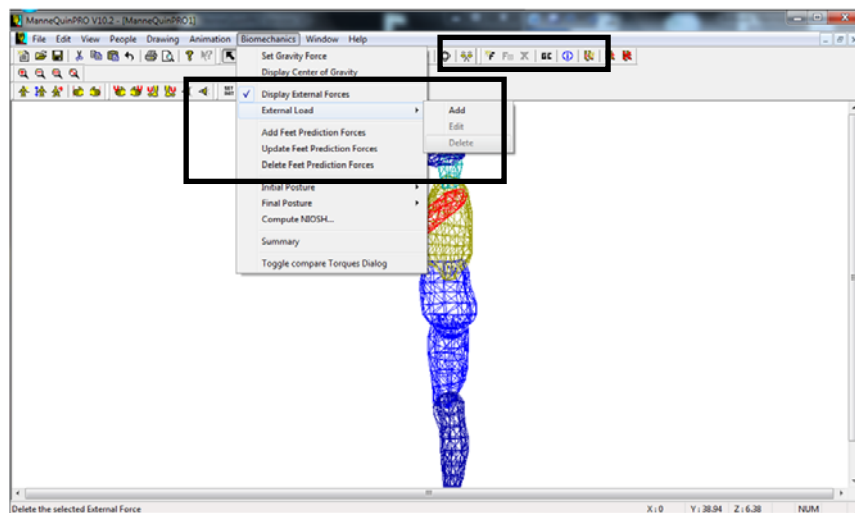 ManneQuinPRO V10.2 - [ManneQuinPRO1]
File Edit View People Drawing Animation Biomechanics Window Help
Set Gravity Force
Display Center of Gravity
Display External Forces
External Load
Add
Edit
Delete
Add Feet Prediction Forces
Update Feet Prediction Forces
Delete Feet Prediction Forces
Initial Posture
Final Posture
Compute NIOSH...
Summary
Toggle compare Torques Dialog
Delete the selected External Force X: 0 Y: 38.94 Z: 6.38 NUM